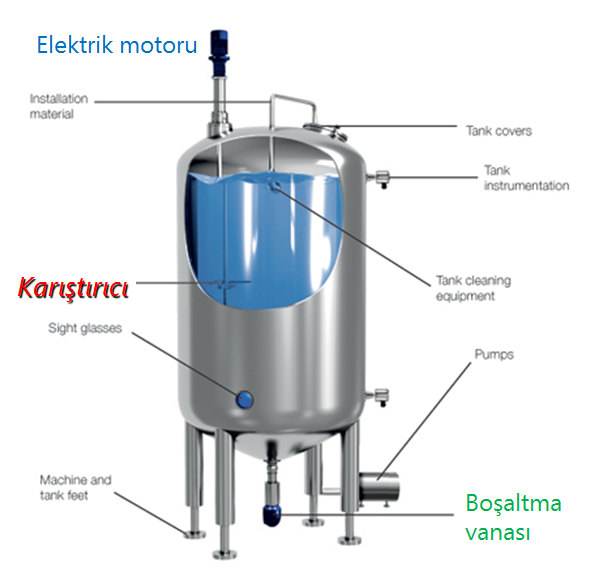 Elektrik motoru
Installation
material
Tank covers
Tank
instrumentation
Karıştırıcı
Tank cleaning
equipment
Sight glasses
Pumps
Machine and
tank feet
Boşaltma
vanası